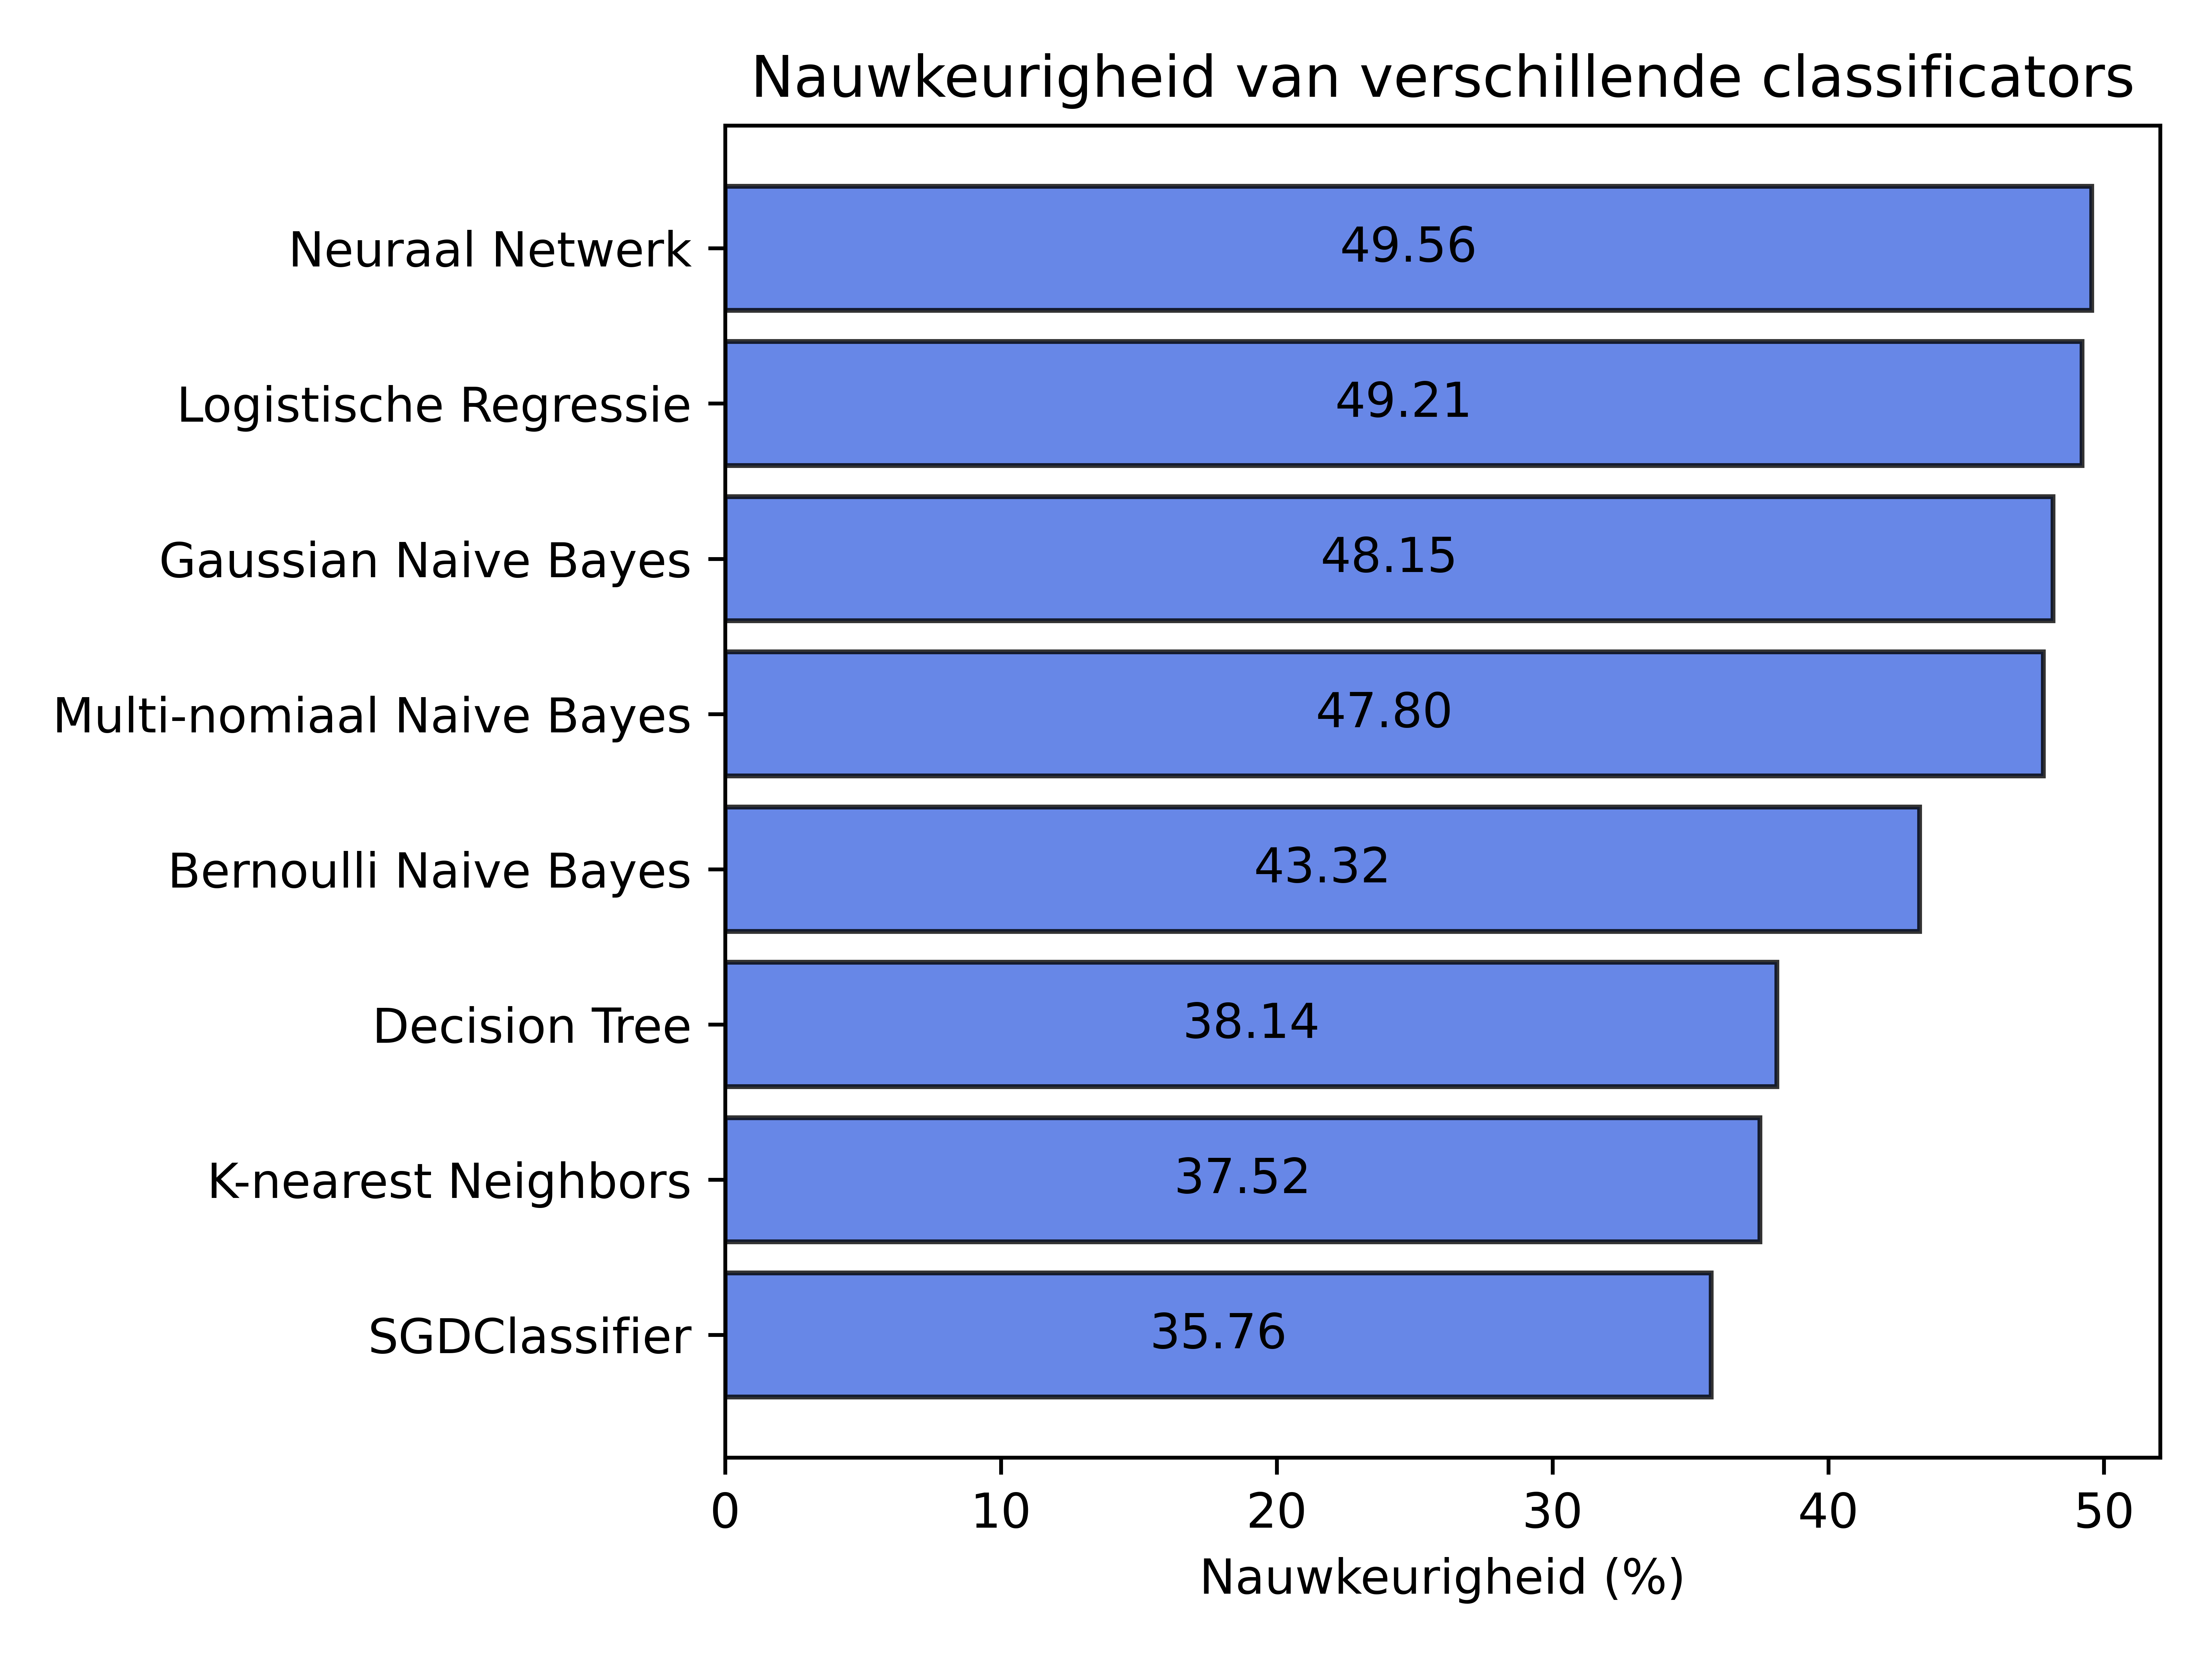 Nauwkeurigheid van verschillende classificators
Neuraal Netwerk
49.56
Logistische Regressie
49.21
Gaussian Naive Bayes
48.15
Multi-nomiaal Naive Bayes
47.80
Bernoulli Naive Bayes
43.32
Decision Tree
38.14
K-nearest Neighbors
37.52
SGDClassifier
35.76
0 10 20 30 40 50
Nauwkeurigheid (%)